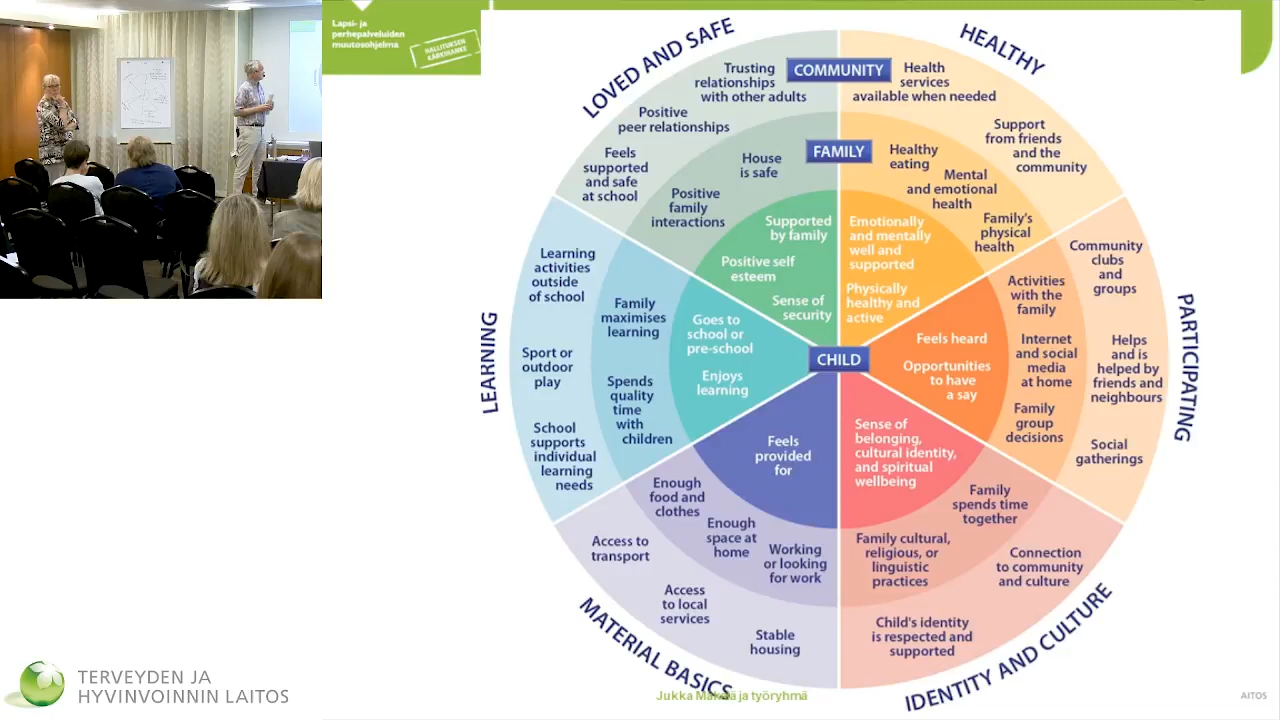 Lapsi- ja
perhepalveluiden
muutosohjelma
HALLITUKSEN
KÄRKIHANKE
LOVED AND SAFE
HEALTHY
PARTICIPATING
IDENTITY AND CULTURE
MATERIAL BASICS
LEARNING
COMMUNITY
FAMILY
CHILD
Trusting
relationships
with other adults
Positive
peer relationships
Feels
supported
and safe
at school
House
is safe
Positive
family
interactions
Supported
by family
Positive self
esteem
Sense of
security
Health
services
available when needed
Support
from friends
and the
community
Healthy
eating
Mental
and emotional
health
Family's
physical
health
Emotionally
and mentally
well and
supported
Physically
healthy and
active
Community
clubs
and
groups
Helps
and is
helped by
friends and
neighbours
Social
gatherings
Activities
with the
family
Internet
and social
media
at home
Family
group
decisions
Feels heard
Opportunities
to have
a say
Sense of
belonging,
cultural identity,
and spiritual
wellbeing
Family
spends time
together
Family cultural,
religious, or
linguistic
practices
Connection
to community
and culture
Child's identity
is respected and
supported
Feels
provided
for
Enough
food and
clothes
Enough
space at
home
Working
or looking
for work
Access to
transport
Access
to local
services
Stable
housing
Learning
activities
outside
of school
Sport or
outdoor
play
School
supports
individual
learning
needs
Family
maximises
learning
Spends
quality
time
with
children
Goes to
school or
pre-school
Enjoys
learning
Jukka Mäkelä ja työryhmä
AITOS
TERVEYDEN JA
HYVINVOINNIN LAITOS